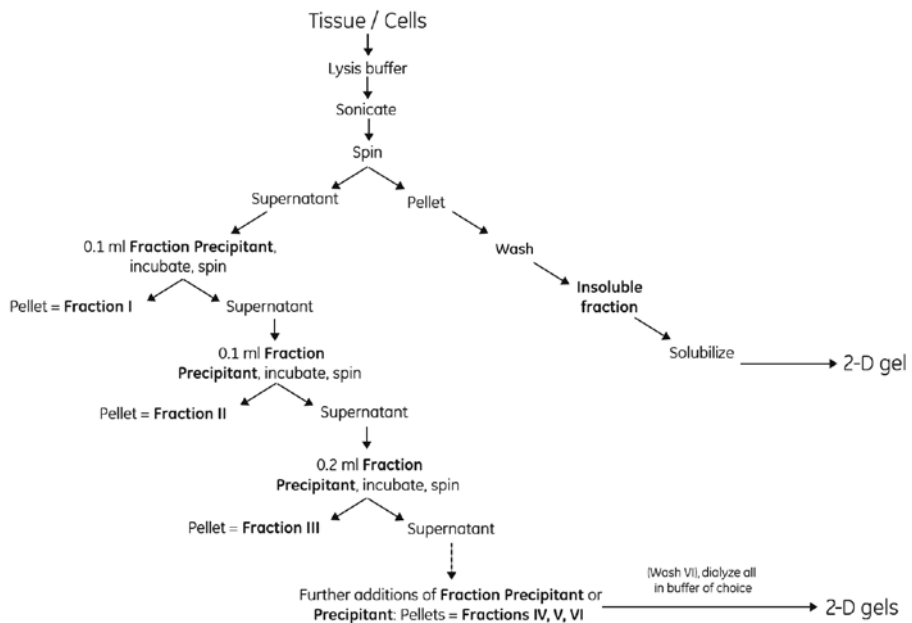 Tissue / Cells
Lysis buffer
Sonicate
Spin
Supernatant
Pellet
0.1 ml Fraction Precipitant,
incubate, spin
Wash
Pellet = Fraction I
Supernatant
Insoluble
fraction
0.1 ml Fraction
Precipitant, incubate, spin
Solubilize
2-D gel
Pellet = Fraction II
Supernatant
0.2 ml Fraction
Precipitant, incubate, spin
Pellet = Fraction III
Supernatant
Further additions of Fraction Precipitant or
Precipitant: Pellets = Fractions IV, V, VI
(Wash VI), dialyze all
in buffer of choice
2-D gels